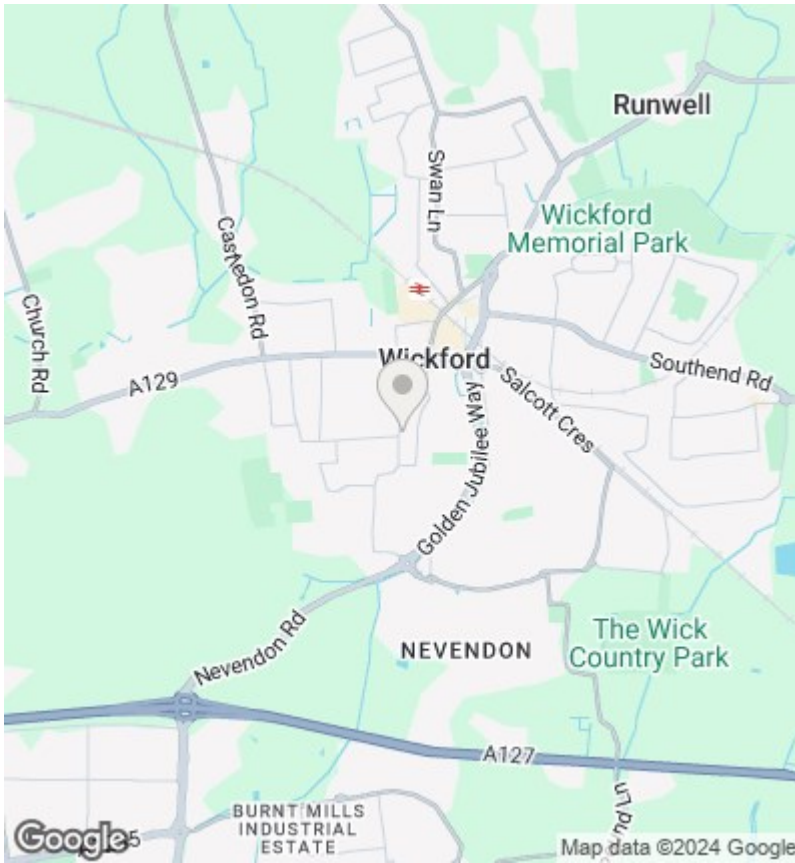 Runwell
Swan Ln
Wickford
Memorial Park
Castledon Rd
Church Rd
Wickford
Southend Rd
A129
Salcott Cres
Golden Jubilee Way
Nevendon Rd
NEVENDON
The Wick
Country Park
A127
BURNT MILLS
INDUSTRIAL
ESTATE
Google
Map data ©2024 Google